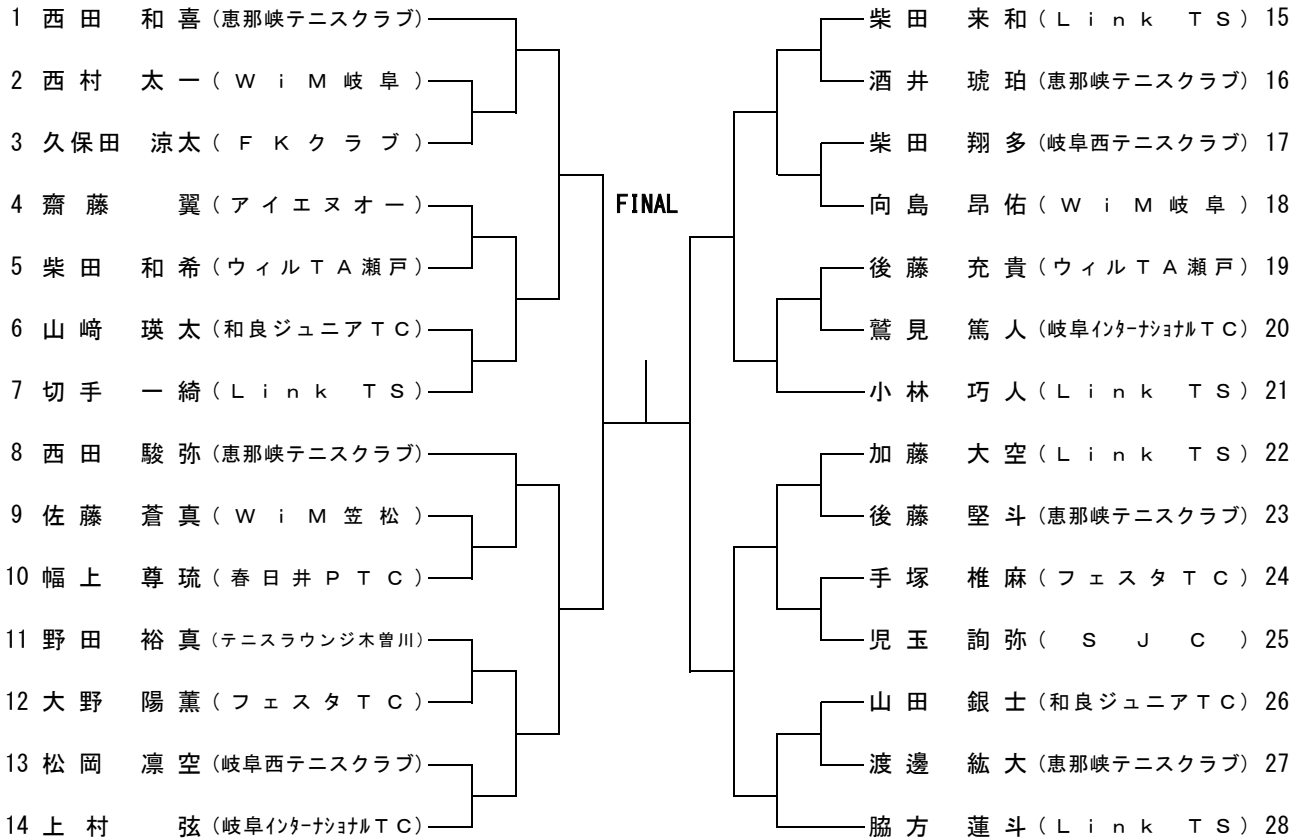 1 西田 和喜 (恵那峡テニスクラブ)
2 西村 太一 (WiM岐阜)
3 久保田 涼太 (FKクラブ)
4 齋藤 翼 (アイエヌオー)
5 柴田 和希 (ウィルTA瀬戸)
6 山﨑 瑛太 (和良ジュニアTC)
7 切手 一綺 (Link TS)
8 西田 駿弥 (恵那峡テニスクラブ)
9 佐藤 蒼真 (WiM笠松)
10 幅上 尊琉 (春日井PTC)
11 野田 裕真 (テニスラウンジ木曽川)
12 大野 陽薫 (フェスタTC)
13 松岡 凛空 (岐阜西テニスクラブ)
14 上村 弦 (岐阜インターナショナルTC)
FINAL
柴田 来和 (Link TS) 15
酒井 琥珀 (恵那峡テニスクラブ) 16
柴田 翔多 (岐阜西テニスクラブ) 17
向島 昂佑 (WiM岐阜) 18
後藤 充貴 (ウィルTA瀬戸) 19
鷲見 篤人 (岐阜インターナショナルTC) 20
小林 巧人 (Link TS) 21
加藤 大空 (Link TS) 22
後藤 堅斗 (恵那峡テニスクラブ) 23
手塚 椎麻 (フェスタTC) 24
児玉 詢弥 (SJC) 25
山田 銀士 (和良ジュニアTC) 26
渡邊 紘大 (恵那峡テニスクラブ) 27
脇方 蓮斗 (Link TS) 28